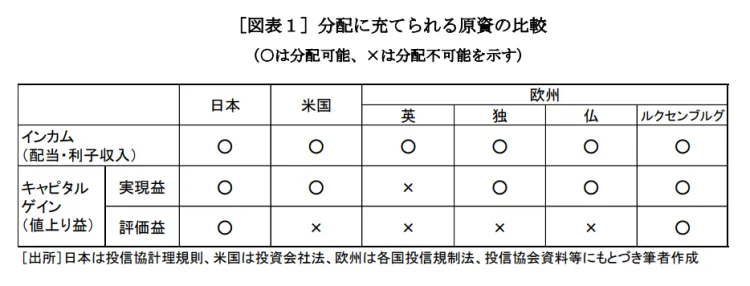 ［図表１］分配に充てられる原資の比較
（〇は分配可能、×は分配不可能を示す）
日本 米国 欧州
英 独 仏 ルクセンブルグ
インカム
（配当・利子収入） 〇 〇 〇 〇 〇 〇
キャピタル
ゲイン
（値上り益）
実現益 〇 〇 × 〇 〇 〇
評価益 〇 × × × × 〇
［出所］日本は投信協計理規則、米国は投資会社法、欧州は各国投信規制法、投信協会資料等にもとづき筆者作成